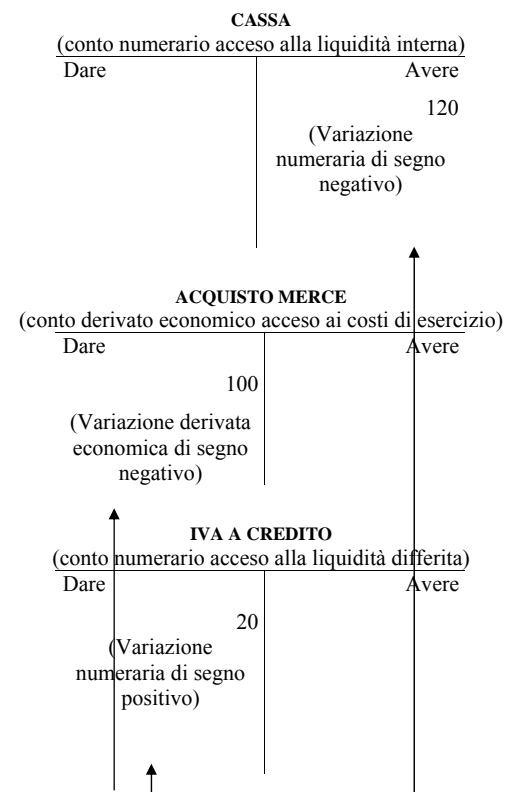 CASSA
(conto numerario acceso alla liquidità interna)
Dare Avere
120
(Variazione
numeraria di segno
negativo)
ACQUISTO MERCE
(conto derivato economico acceso ai costi di esercizio)
Dare Avere
100
(Variazione derivata
economica di segno
negativo)
IVA A CREDITO
(conto numerario acceso alla liquidità differita)
Dare Avere
20
(Variazione
numeraria di segno
positivo)